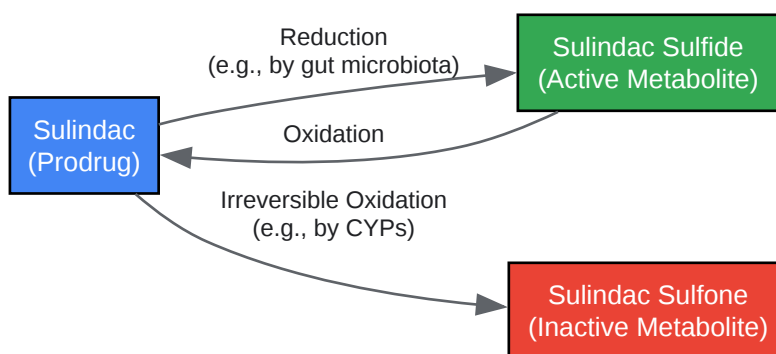 Reduction
(e.g., by gut microbiota)
Sulindac Sulfide
(Active Metabolite)
Sulindac
(Prodrug)
Oxidation
Irreversible Oxidation
(e.g., by CYPs)
Sulindac Sulfone
(Inactive Metabolite)